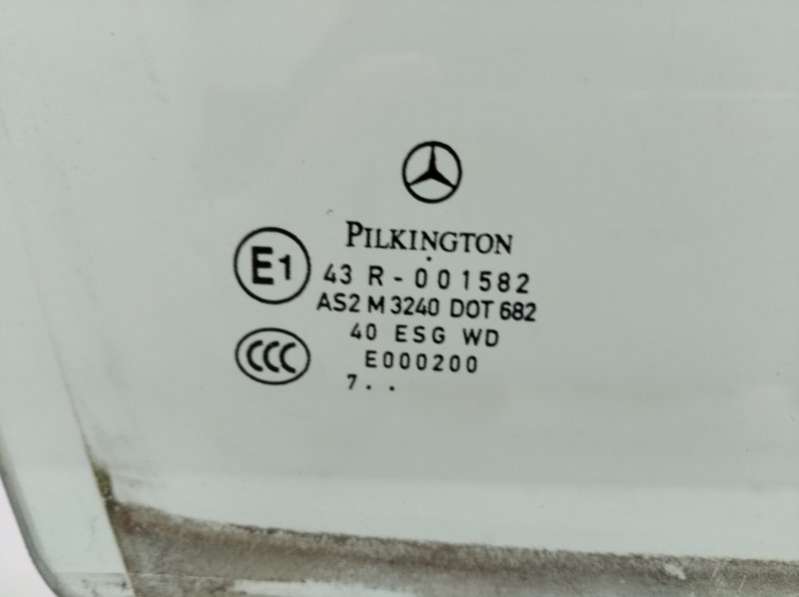 PILKINGTON
E1
43 R - 001582
AS2 M 3240 DOT 682
40 ESG WD
CCC
E000200
7 . .